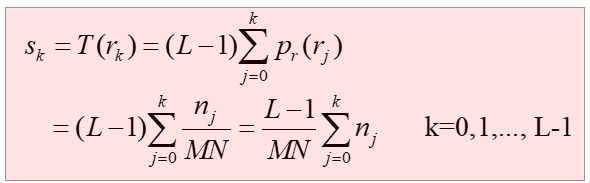 s_k = T(r_k) = (L−1) ∑_{j=0}^{k} p_r(r_j)
= (L−1) ∑_{j=0}^{k} n_j/MN = L−1/MN ∑_{j=0}^{k} n_j k=0,1,..., L-1